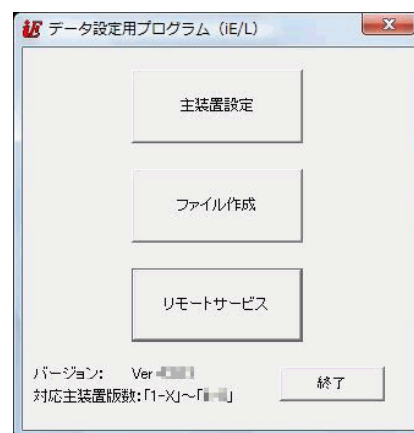 iE データ設定用プログラム（iE/L）
主装置設定
ファイル作成
リモートサービス
バージョン： Ver
対応主装置版数：「1-X」～「」
終了